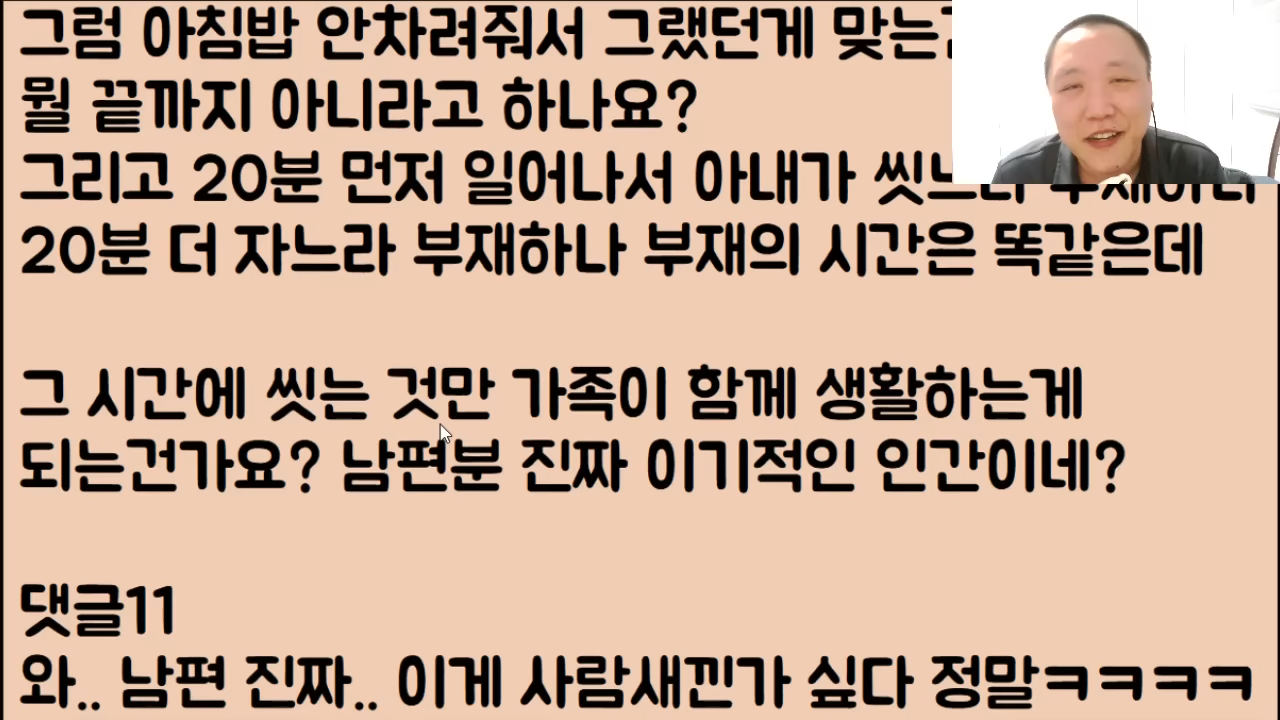 그럼 아침밥 안차려줘서 그랬던게 맞는
뭘 끝까지 아니라고 하나요?
그리고 20분 먼저 일어나서 아내가 씻느라
20분 더 자느라 부재하나 부재의 시간은 똑같은데
그 시간에 씻는 것만 가족이 함께 생활하는게
되는건가요? 남편분 진짜 이기적인 인간이네?
댓글11
와.. 남편 진짜.. 이게 사람새낀가 싶다 정말ㅋㅋㅋㅋ